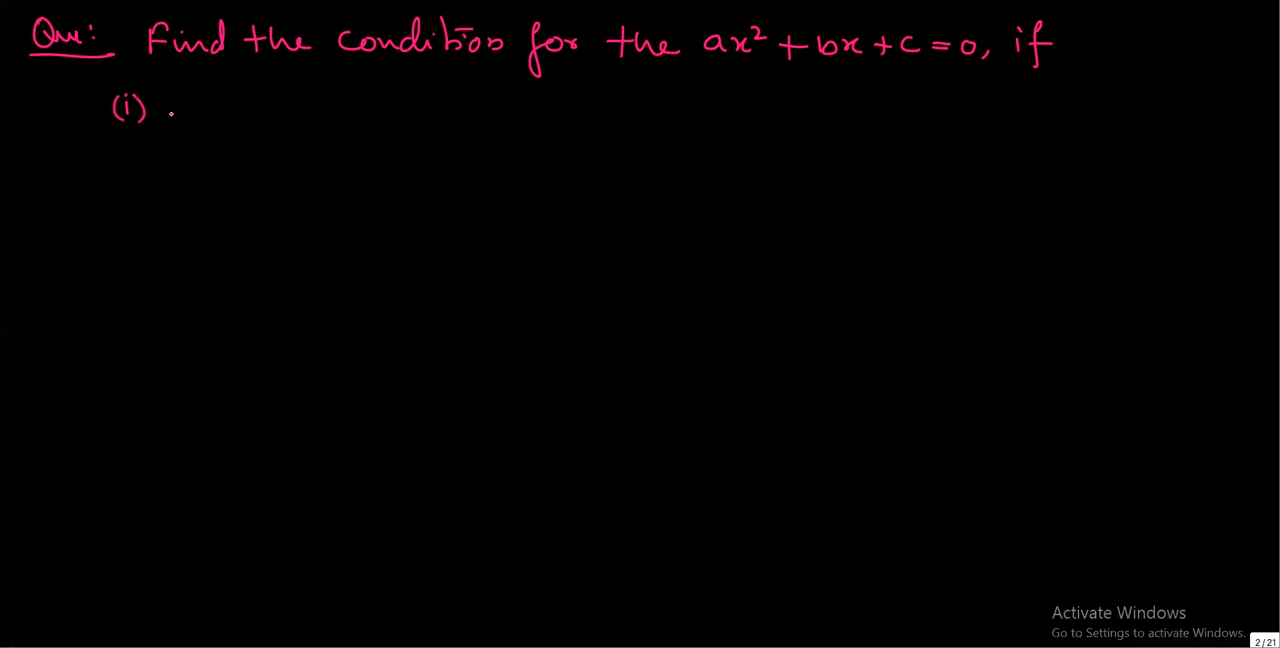 Que: Find the condition for the ax² + bx + c = 0, if
(i)
Activate Windows
Go to Settings to activate Windows.
2/21